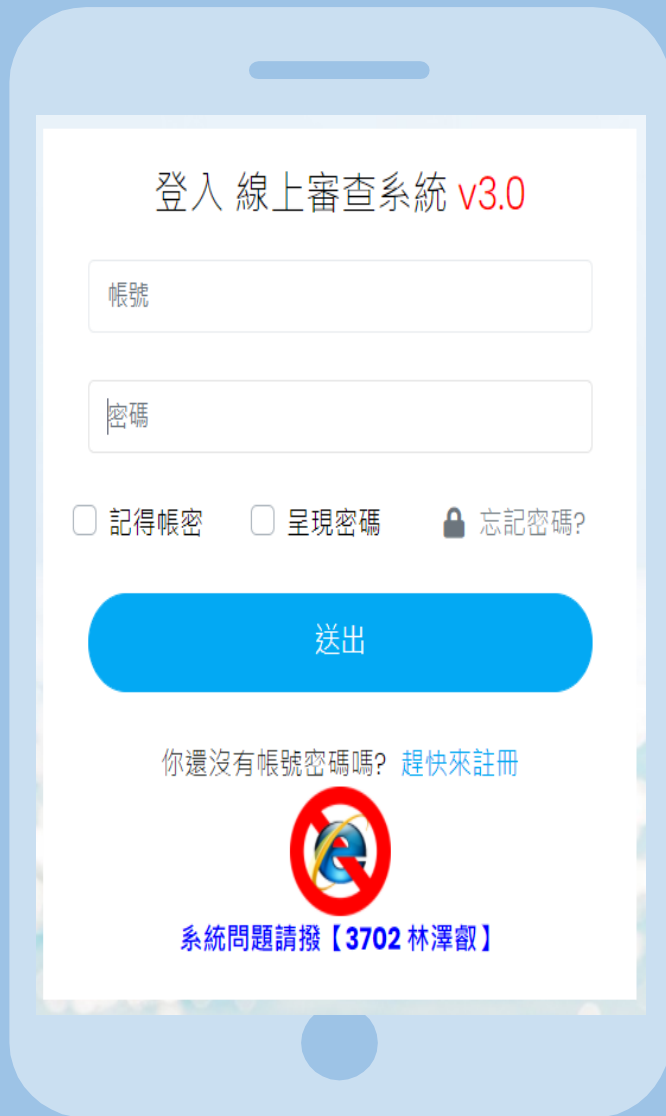 登入 線上審查系統 v3.0
帳號
密碼
記得帳密 呈現密碼 忘記密碼?
送出
你還沒有帳號密碼嗎? 趕快來註冊
系統問題請撥【3702 林澤叡】